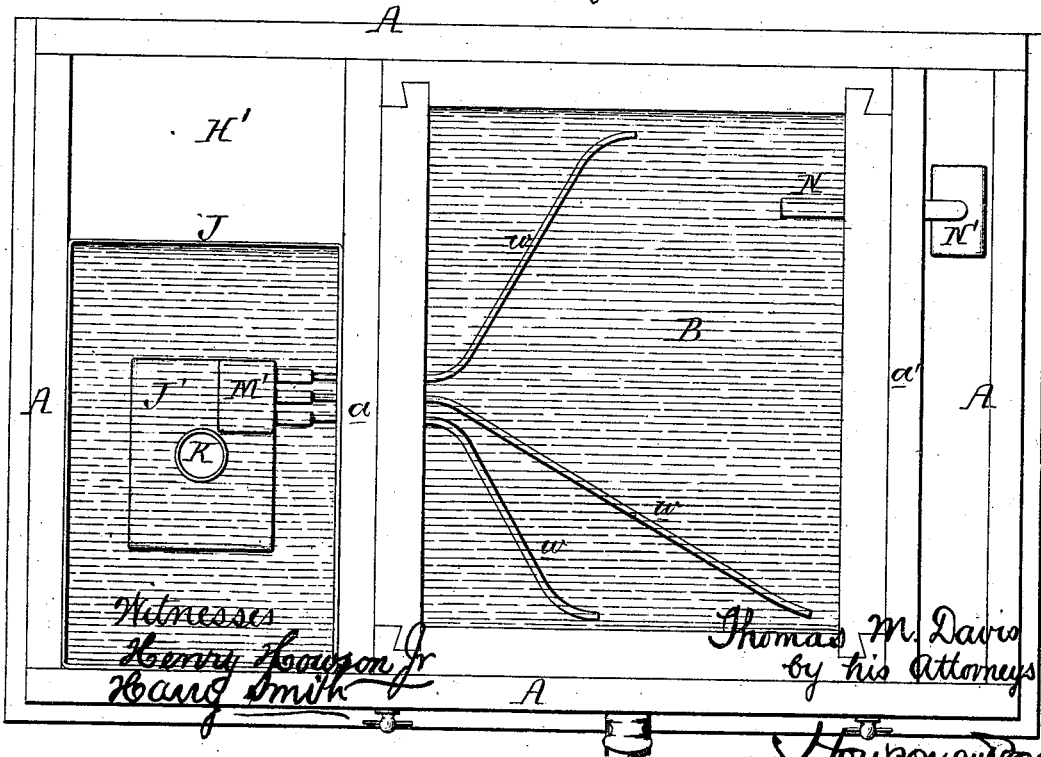 A
H'
J
N
N'
w
B
A
J'
M'
a
a'
A
K
w
w
Witnesses
Henry Howson Jr
Harry Smith
Thomas M. Davis
by his Attorneys
A